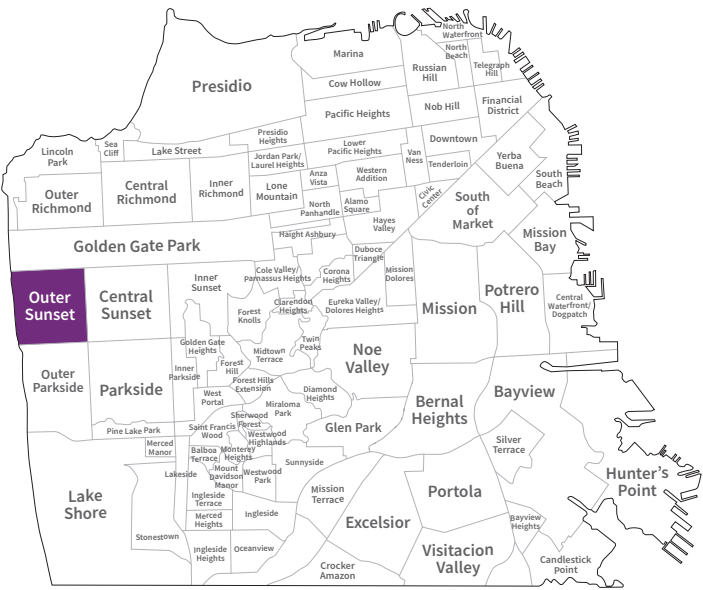 North
Waterfront
Marina
North
Beach
Russian
Hill
Telegraph
Hill
Presidio
Cow Hollow
Nob Hill
Financial
District
Pacific Heights
Presidio
Heights
Downtown
Sea
Cliff
Lake Street
Lower
Pacific Heights
Van
Ness
Lincoln
Park
Jordan Park/
Laurel Heights
Tenderloin
Yerba
Buena
Anza
Vista
Western
Addition
South
Beach
Outer
Richmond
Central
Richmond
Inner
Richmond
Lone
Mountain
Civic
Center
South
of
Market
North
Panhandle
Alamo
Square
Hayes
Valley
Mission
Bay
Golden Gate Park
Haight Ashbury
Duboce
Triangle
Cole Valley/
Parnassus Heights
Corona
Heights
Mission
Dolores
Inner
Sunset
Outer
Sunset
Central
Sunset
Potrero
Hill
Central
Waterfront/
Dogpatch
Clarendon
Heights
Eureka Valley/
Dolores Heights
Mission
Forest
Knolls
Twin
Peaks
Golden Gate
Heights
Midtown
Terrace
Noe
Valley
Forest
Hill
Outer
Parkside
Parkside
Inner
Parkside
Forest Hills
Extension
West
Portal
Diamond
Heights
Bayview
Miraloma
Park
Bernal
Heights
Sherwood
Forest
Pine Lake Park
Saint Francis
Wood
Glen Park
Westwood
Highlands
Merced
Manor
Balboa
Terrace
Monterey
Heights
Silver
Terrace
Sunnyside
Lakeside
Mount
Davidson
Manor
Westwood
Park
Hunter's
Point
Lake
Shore
Ingleside
Terrace
Mission
Terrace
Portola
Merced
Heights
Ingleside
Excelsior
Bayview
Heights
Stonestown
Ingleside
Heights
Oceanview
Visitacion
Valley
Crocker
Amazon
Candlestick
Point